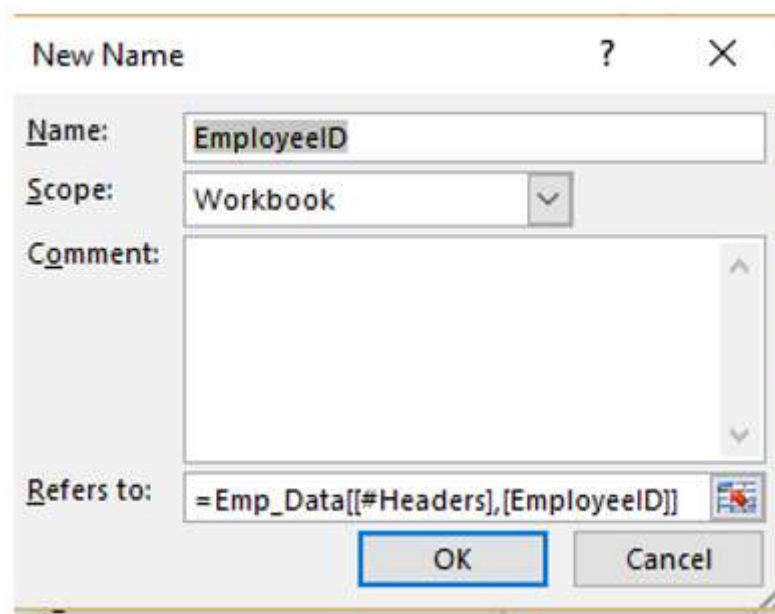 New Name ?
Name: EmployeeID
Scope: Workbook
Comment:
Refers to: =Emp_Data[[#Headers],[EmployeeID]]
OK Cancel